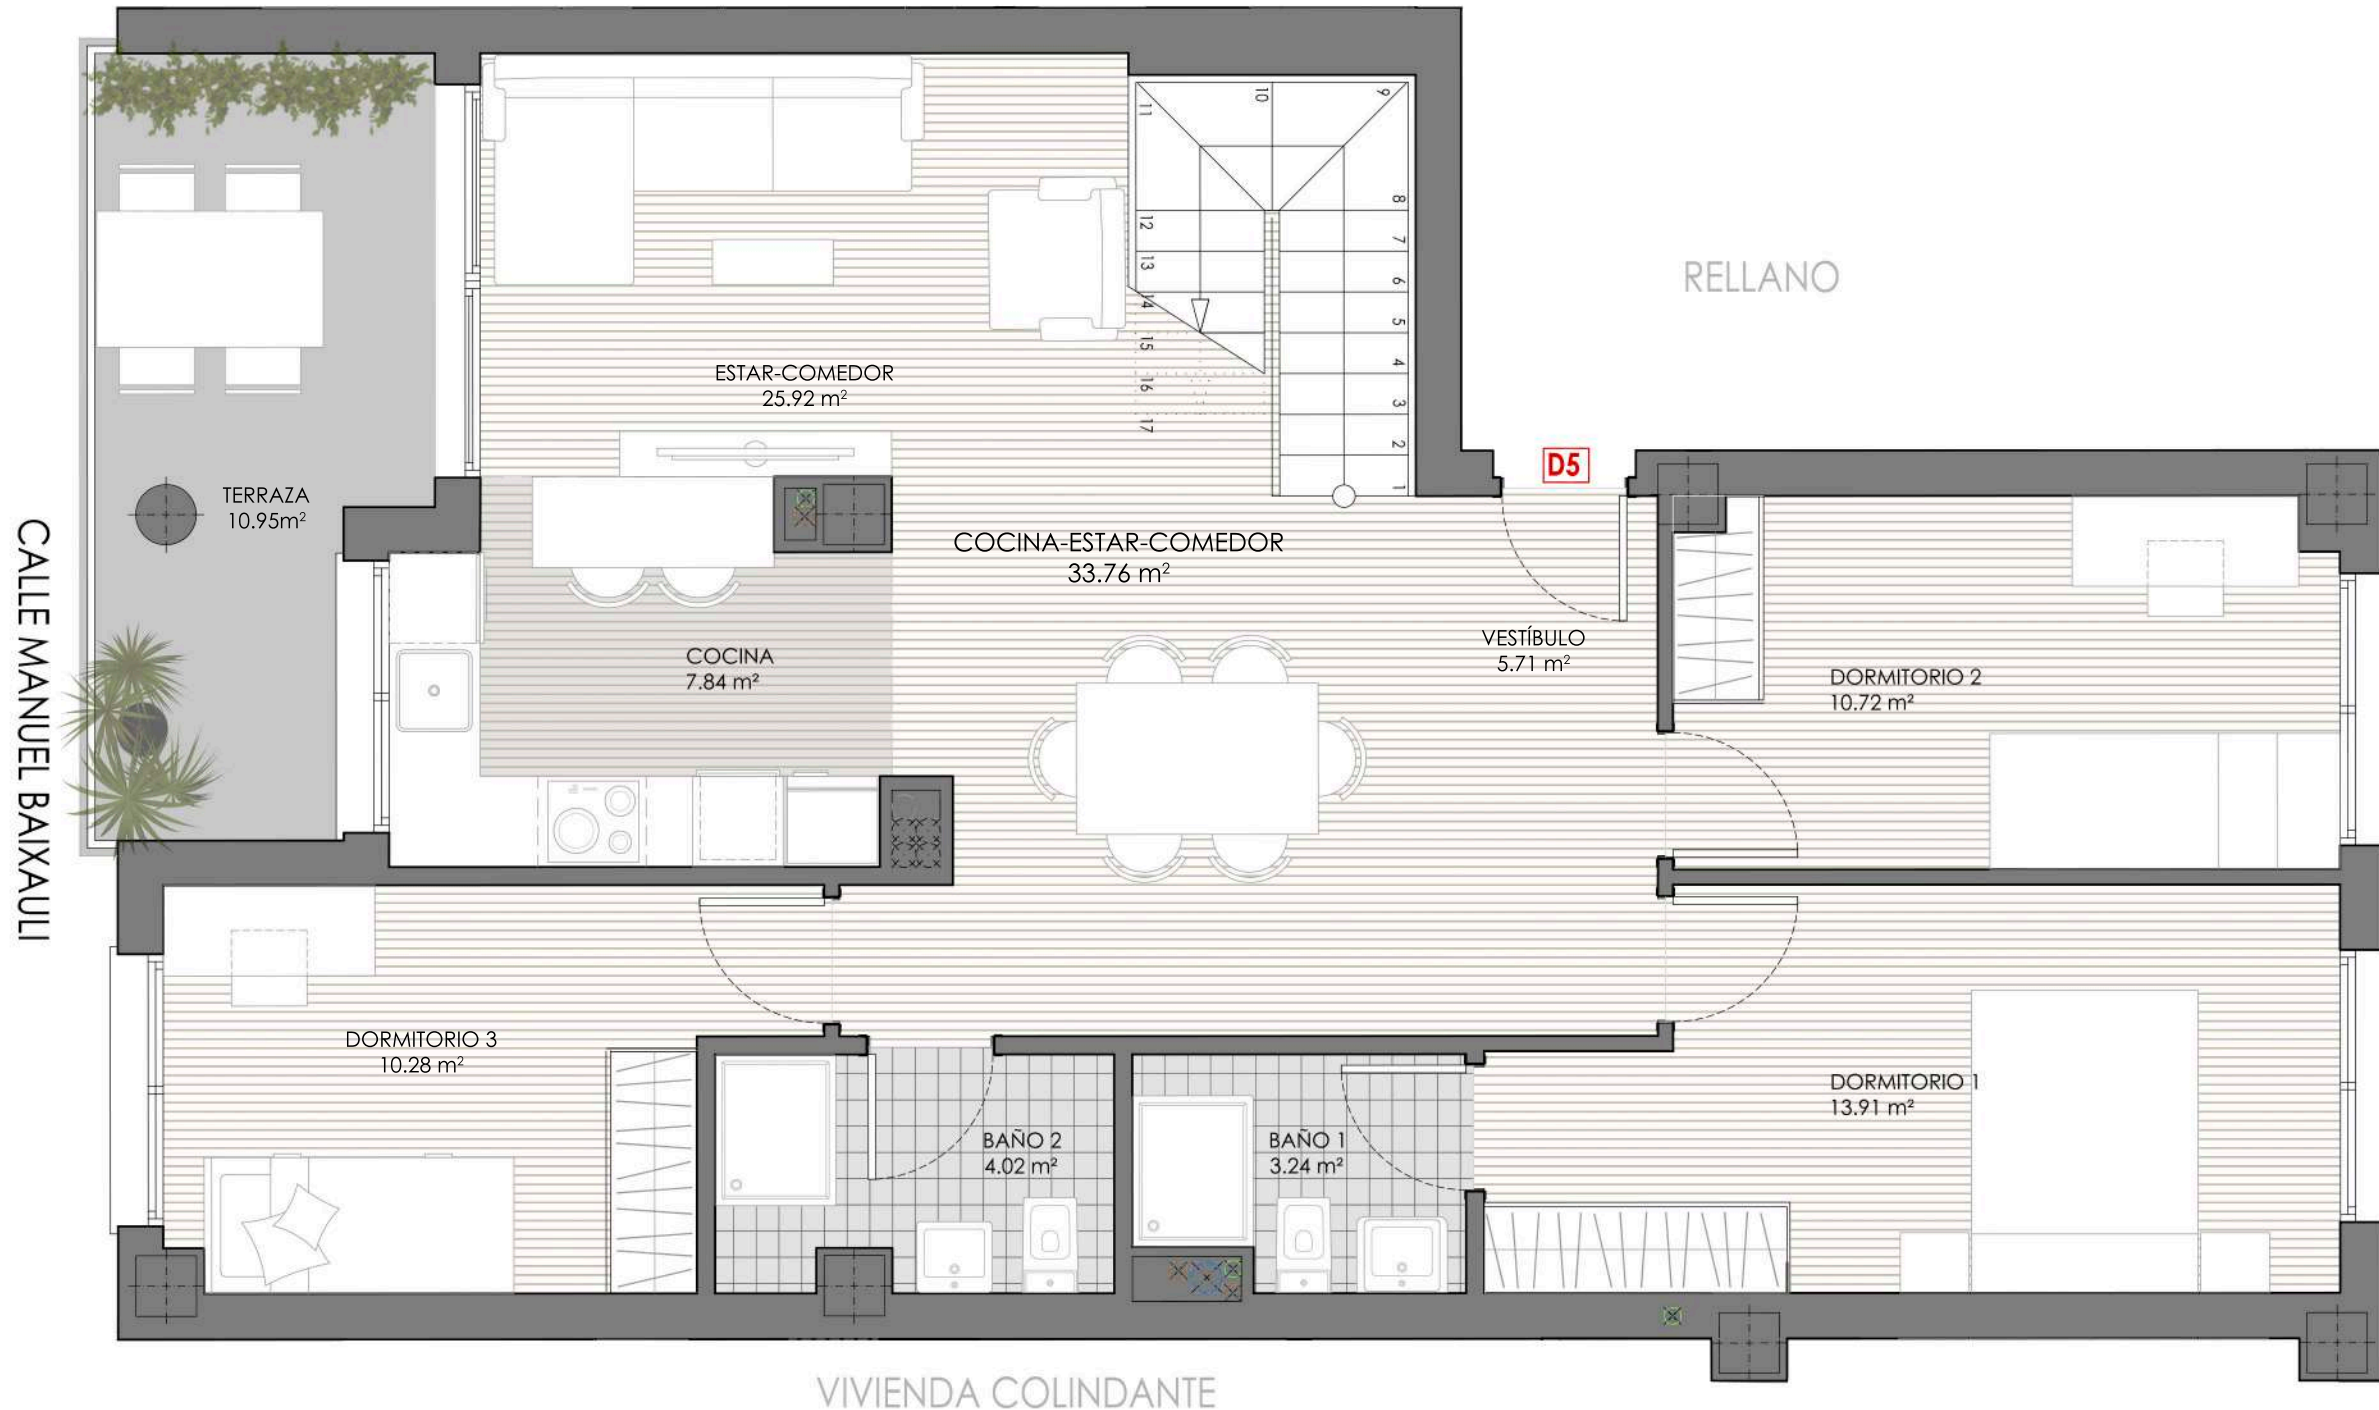 11
10
9
8
7
6
5
4
3
2
1
12
13
14
15
16
17
RELLANO
ESTAR-COMEDOR
25.92 m²
D5
TERRAZA
10.95m²
COCINA-ESTAR-COMEDOR
33.76 m²
VESTÍBULO
5.71 m²
COCINA
7.84 m²
DORMITORIO 2
10.72 m²
CALLE MANUEL BAIXAULI
DORMITORIO 3
10.28 m²
DORMITORIO 1
13.91 m²
BAÑO 2
4.02 m²
BAÑO 1
3.24 m²
VIVIENDA COLINDANTE